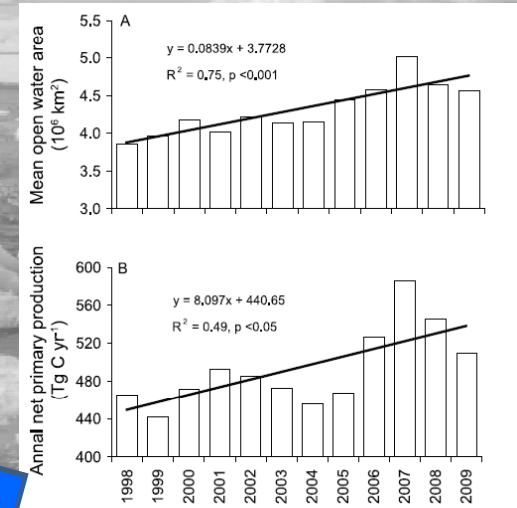 A
y = 0.0839x + 3.7728
R² = 0.75, p <0.001
Mean open water area
(10⁶ km²)
5.5
5.0
4.5
4.0
3.5
3.0
B
y = 8.097x + 440.65
R² = 0.49, p <0.05
Annal net primary production
(Tg C yr⁻¹)
600
560
520
480
440
400
1998
1999
2000
2001
2002
2003
2004
2005
2006
2007
2008
2009